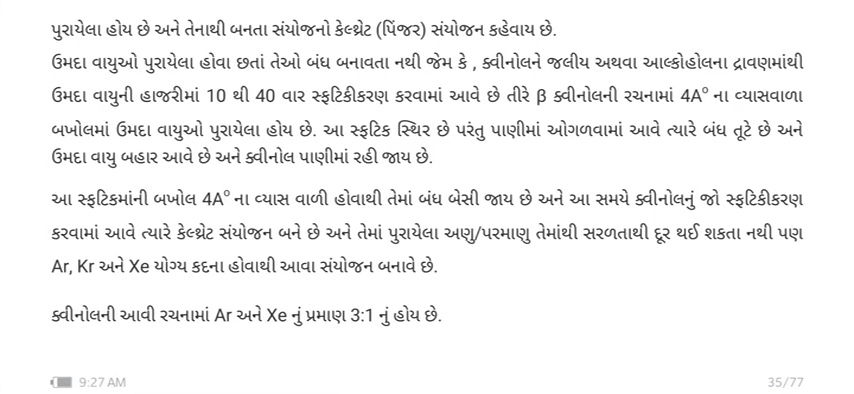 પુરાયેલા હોય છે અને તેનાથી બનતા સંયોજનો કેલ્થ્રેટ (પિંજર) સંયોજન કહેવાય છે.
ઉમદા વાયુઓ પુરાયેલા હોવા છતાં તેઓ બંધ બનાવતા નથી જેમ કે , ક્વીનોલને જલીય અથવા આલ્કોહોલના દ્રાવણમાંથી
ઉમદા વાયુની હાજરીમાં 10 થી 40 વાર સ્ફટિકીકરણ કરવામાં આવે છે તીરે β ક્વીનોલની રચનામાં 4A° ના વ્યાસવાળા
બખોલમાં ઉમદા વાયુઓ પુરાયેલા હોય છે. આ સ્ફટિક સ્થિર છે પરંતુ પાણીમાં ઓગળવામાં આવે ત્યારે બંધ તૂટે છે અને
ઉમદા વાયુ બહાર આવે છે અને ક્વીનોલ પાણીમાં રહી જાય છે.
આ સ્ફટિકમાંની બખોલ 4A° ના વ્યાસ વાળી હોવાથી તેમાં બંધ બેસી જાય છે અને આ સમયે ક્વીનોલનું જો સ્ફટિકીકરણ
કરવામાં આવે ત્યારે કેલ્થ્રેટ સંયોજન બને છે અને તેમાં પુરાયેલા અણુ/પરમાણુ તેમાંથી સરળતાથી દૂર થઈ શકતા નથી પણ
Ar, Kr અને Xe યોગ્ય કદના હોવાથી આવા સંયોજન બનાવે છે.
ક્વીનોલની આવી રચનામાં Ar અને Xe નું પ્રમાણ 3:1 નું હોય છે.
9:27 AM 35/77